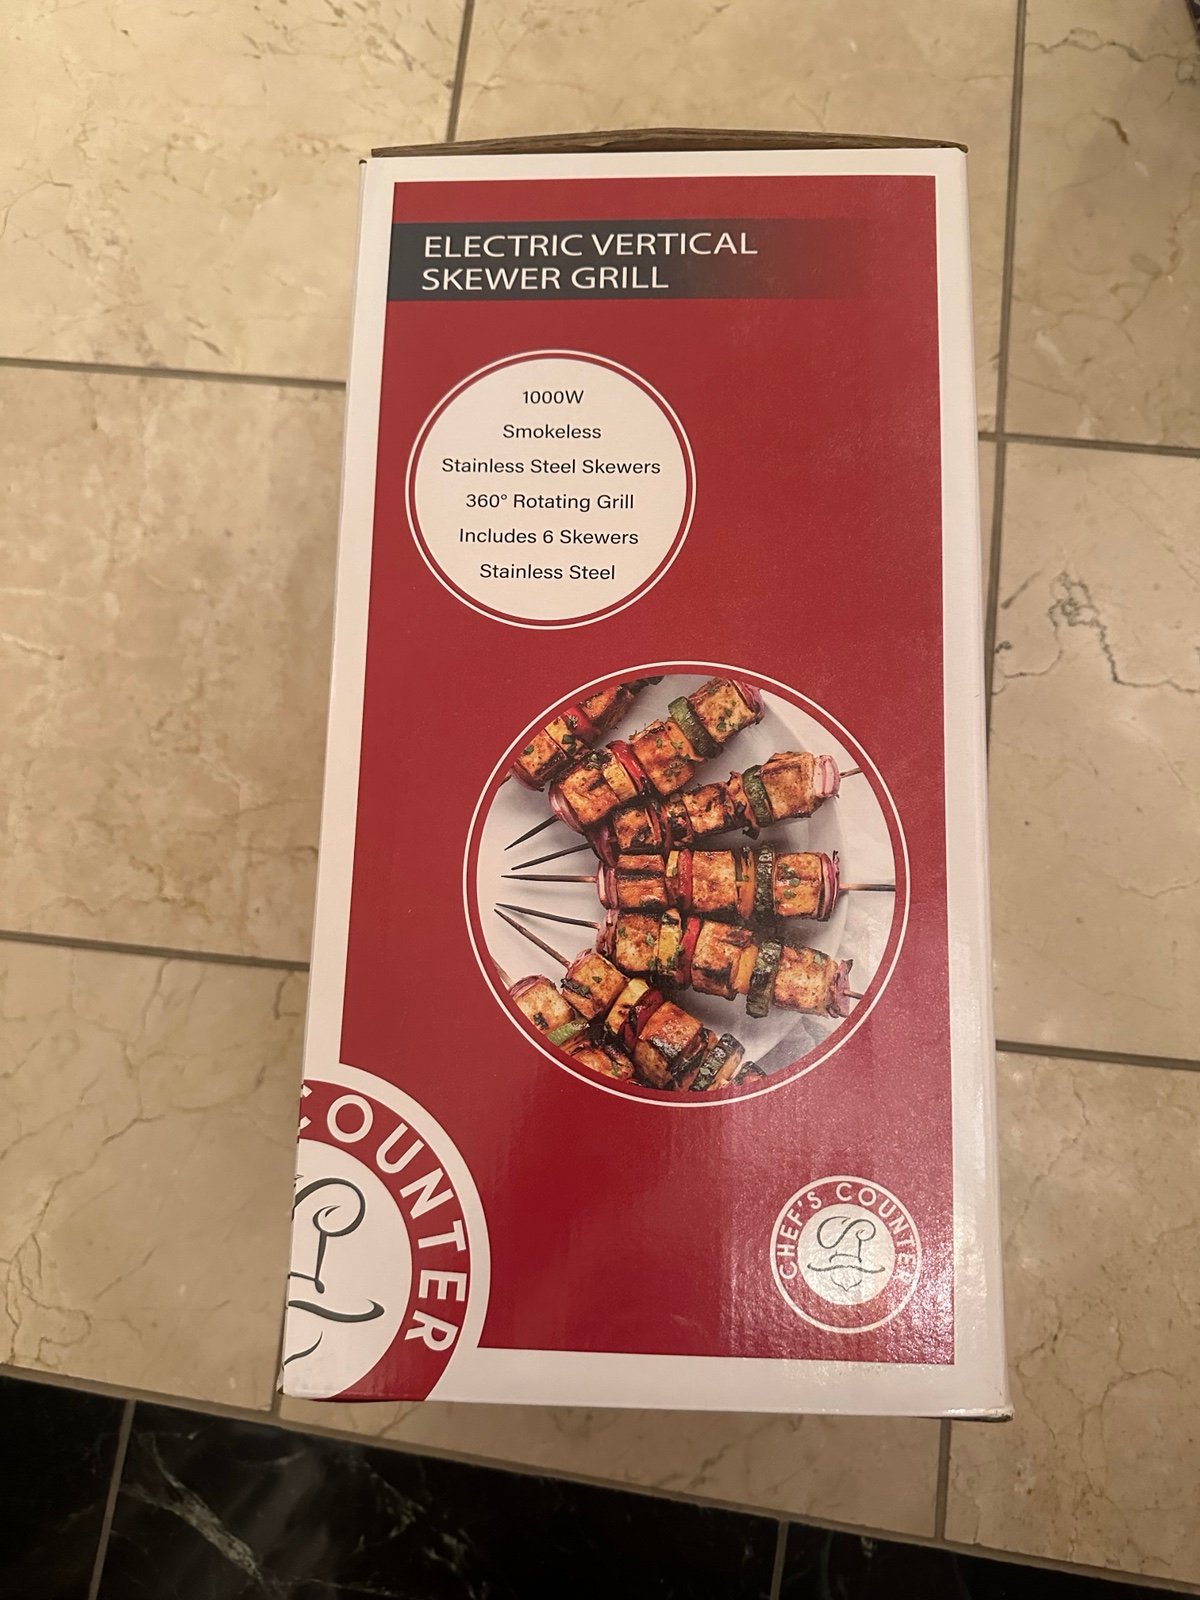 ELECTRIC VERTICAL
SKEWER GRILL
1000W
Smokeless
Stainless Steel Skewers
360° Rotating Grill
Includes 6 Skewers
Stainless Steel
COUNTER
CHEF'S COUNTER